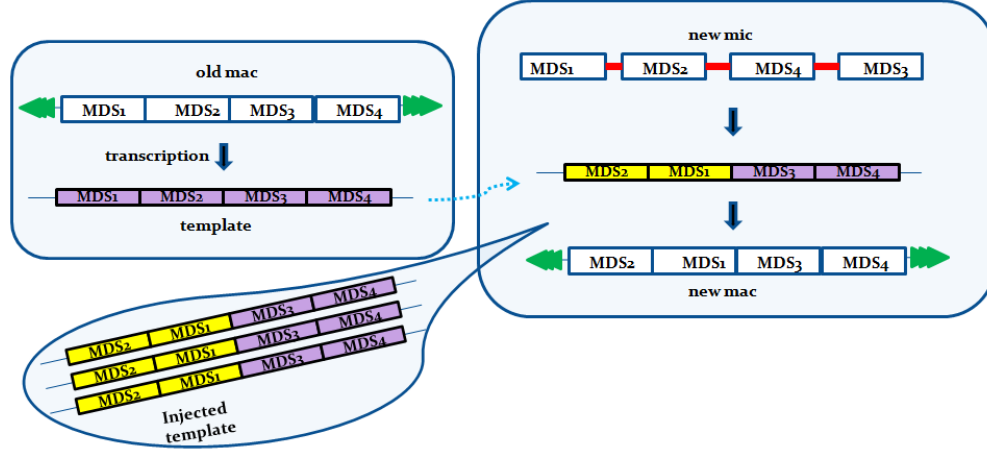 old mac
MDS1 MDS2 MDS3 MDS4
transcription
MDS1 MDS2 MDS3 MDS4
template
new mic
MDS1 MDS2 MDS4 MDS3
MDS2 MDS1 MDS3 MDS4
MDS2 MDS1 MDS3 MDS4
new mac
MDS2 MDS1 MDS3 MDS4
MDS2 MDS1 MDS3 MDS4
MDS2 MDS1 MDS3 MDS4
Injected
template